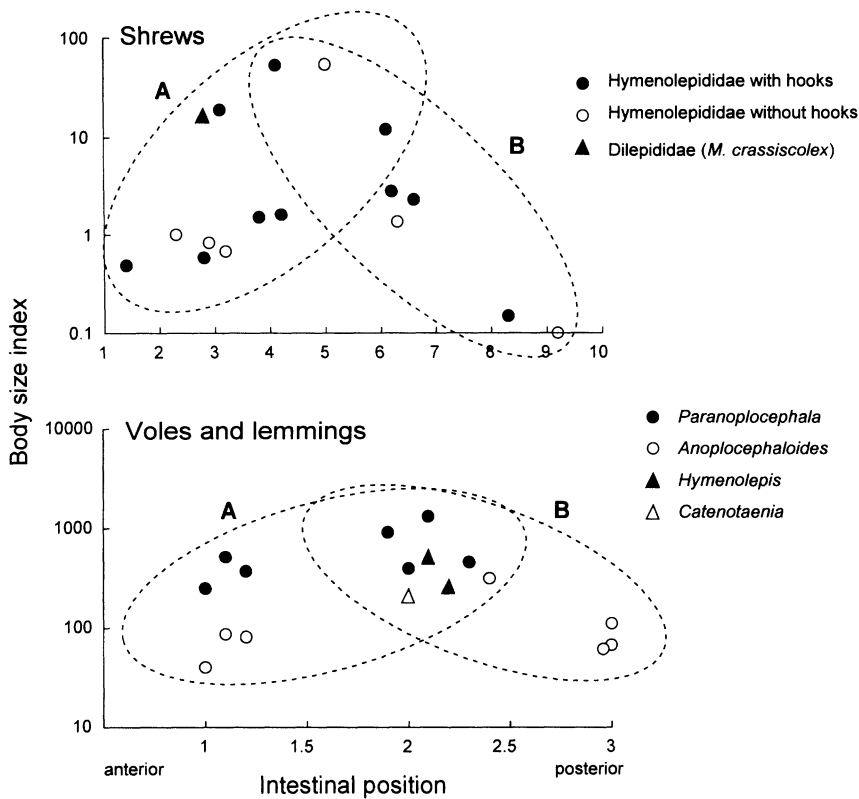 Shrews
A
B
100
10
1
0.1
1 2 3 4 5 6 7 8 9 10
Hymenolepididae with hooks
Hymenolepididae without hooks
Dilepididae (M. crassiscolex)
Body size index
Voles and lemmings
A
B
10000
1000
100
10
1 1.5 2 2.5 3
anterior posterior
Intestinal position
Paranoplocephala
Anoplocephaloides
Hymenolepis
Catenotaenia